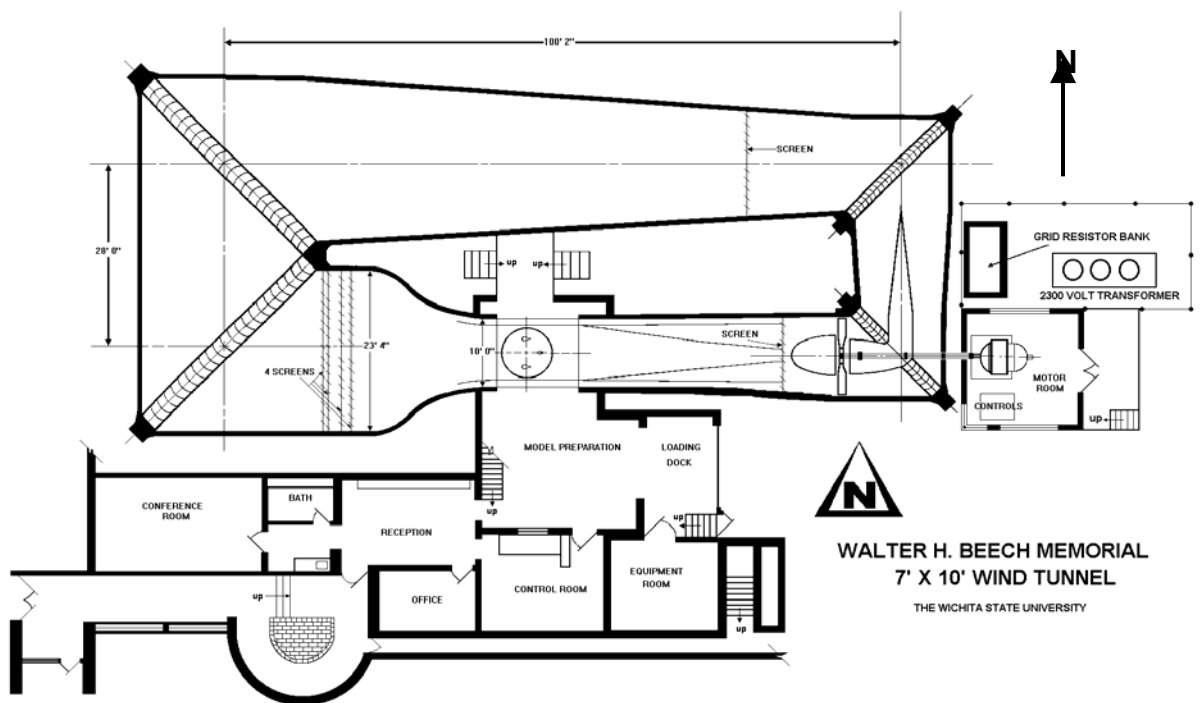 100' 2"
N
SCREEN
GRID RESISTOR BANK
up
up
28' 0"
2300 VOLT TRANSFORMER
SCREEN
10' 0"
23' 4"
4 SCREENS
MOTOR
ROOM
CONTROLS
up
MODEL PREPARATION
LOADING
DOCK
BATH
CONFERENCE
ROOM
up
N
up
RECEPTION
WALTER H. BEECH MEMORIAL
7' X 10' WIND TUNNEL
EQUIPMENT
ROOM
CONTROL ROOM
up
OFFICE
THE WICHITA STATE UNIVERSITY
up